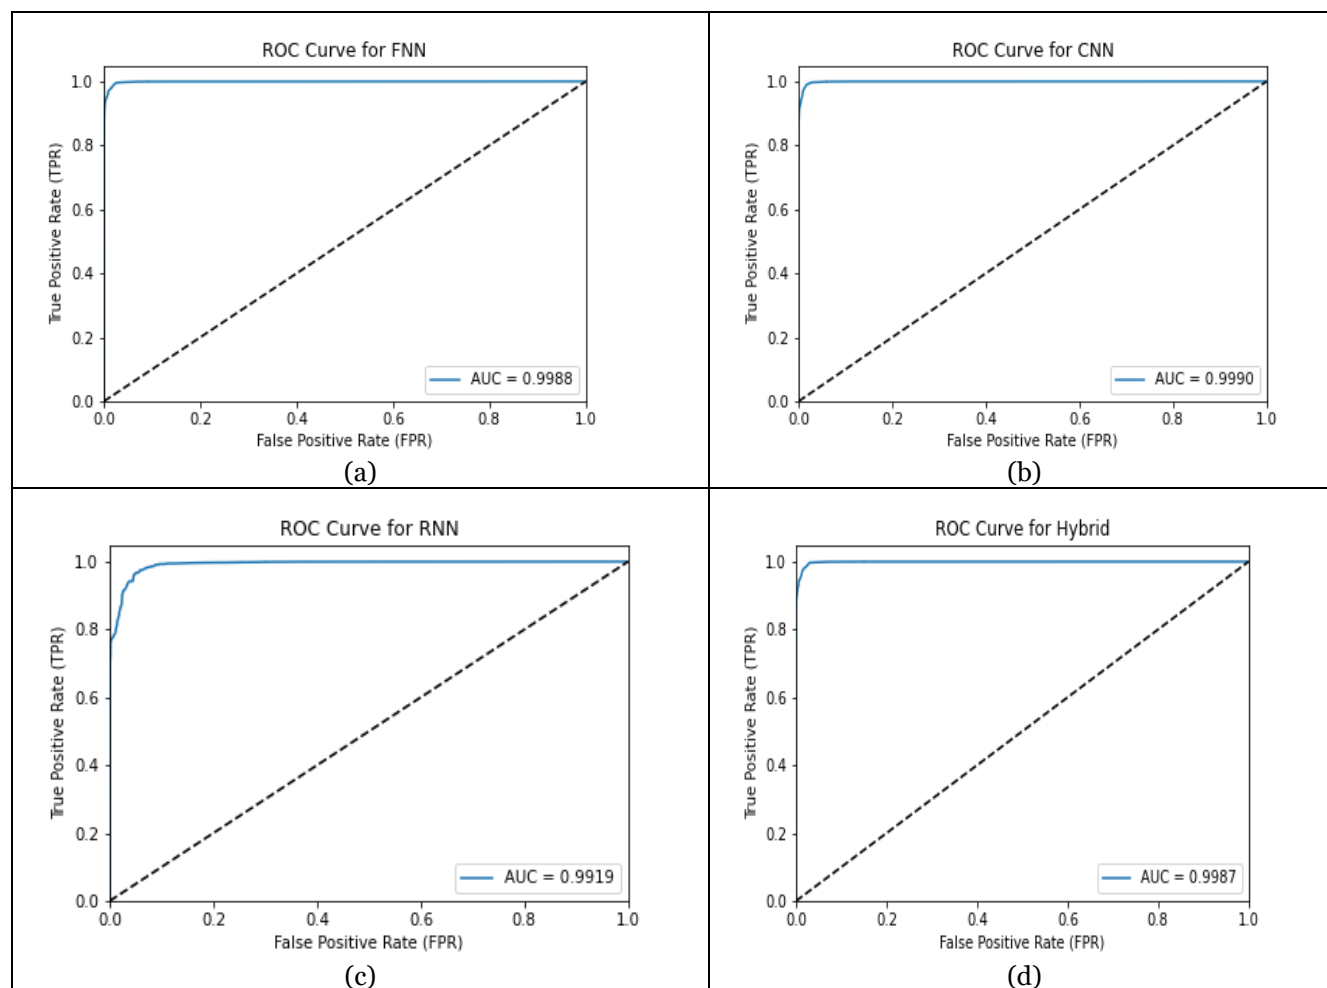 ROC Curve for FNN
True Positive Rate (TPR)
1.0
0.8
0.6
0.4
0.2
0.0
AUC = 0.9988
0.0 0.2 0.4 0.6 0.8 1.0
False Positive Rate (FPR)
(a)
ROC Curve for CNN
True Positive Rate (TPR)
1.0
0.8
0.6
0.4
0.2
0.0
AUC = 0.9990
0.0 0.2 0.4 0.6 0.8 1.0
False Positive Rate (FPR)
(b)
ROC Curve for RNN
True Positive Rate (TPR)
1.0
0.8
0.6
0.4
0.2
0.0
AUC = 0.9919
0.0 0.2 0.4 0.6 0.8 1.0
False Positive Rate (FPR)
(c)
ROC Curve for Hybrid
True Positive Rate (TPR)
1.0
0.8
0.6
0.4
0.2
0.0
AUC = 0.9987
0.0 0.2 0.4 0.6 0.8 1.0
False Positive Rate (FPR)
(d)